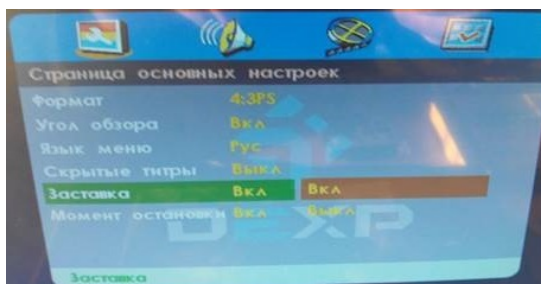 Страница основных настроек
Формат 4:3PS
Угол обзора Вкл
Язык меню Рус
Скрытые титры Выкл
Заставка Вкл Вкл
Момент остановки Вкл Выкл
DEXP
Заставка